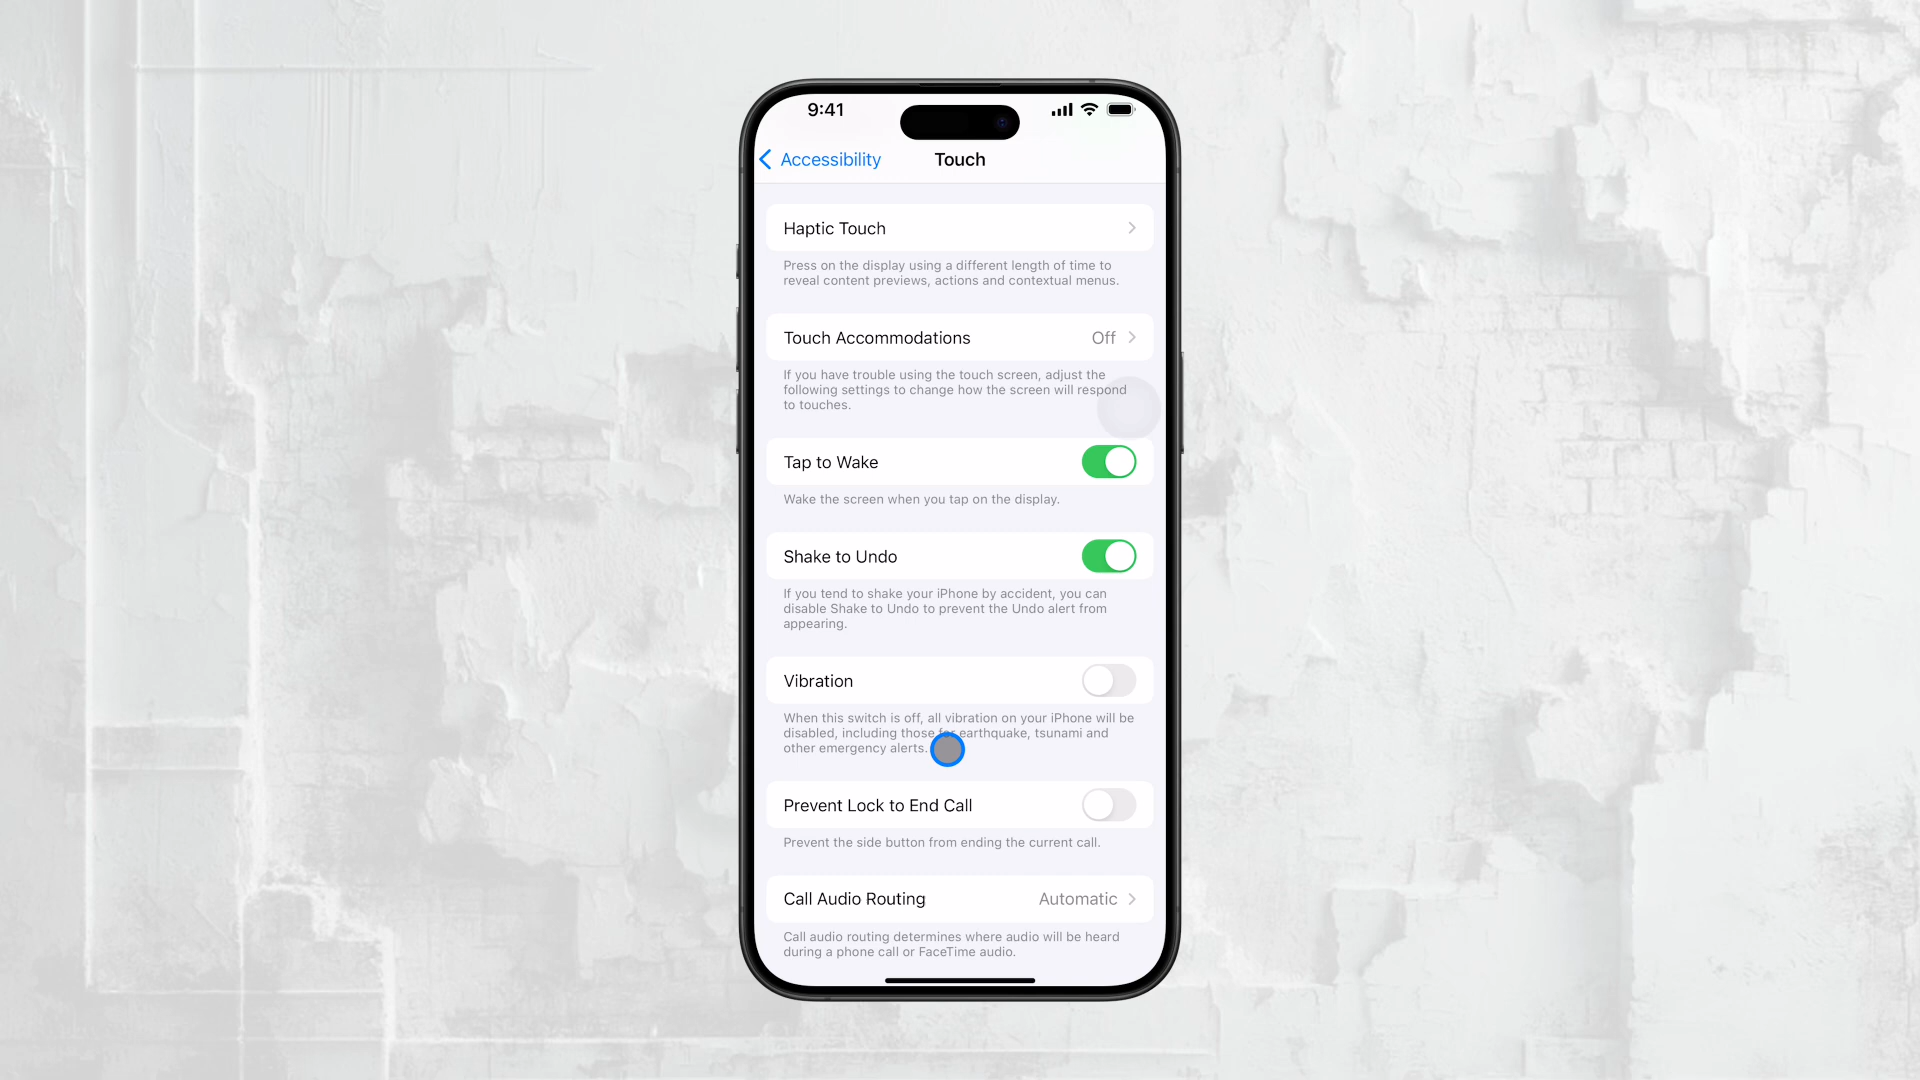 9:41
Accessibility
Touch
Haptic Touch
Press on the display using a different length of time to
reveal content previews, actions and contextual menus.
Touch Accommodations Off
If you have trouble using the touch screen, adjust the
following settings to change how the screen will respond
to touches.
Tap to Wake
Wake the screen when you tap on the display.
Shake to Undo
If you tend to shake your iPhone by accident, you can
disable Shake to Undo to prevent the Undo alert from
appearing.
Vibration
When this switch is off, all vibration on your iPhone will be
disabled, including those for earthquake, tsunami and
other emergency alerts.
Prevent Lock to End Call
Prevent the side button from ending the current call.
Call Audio Routing Automatic
Call audio routing determines where audio will be heard
during a phone call or FaceTime audio.